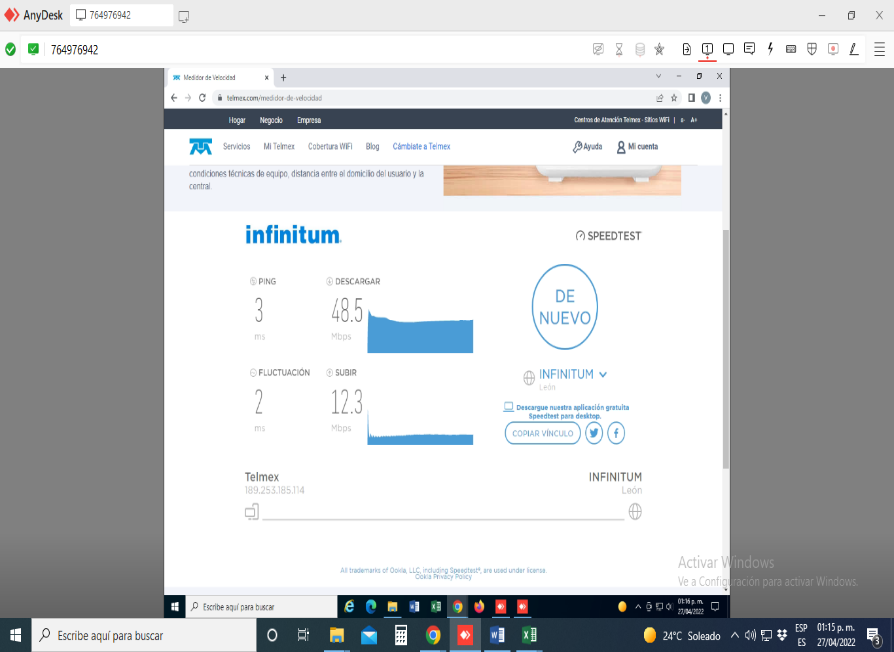 AnyDesk
764976942
764976942
1
Medidor de Velocidad
telmex.com/medidor-de-velocidad
V
Hogar Negocio Empresa
Centros de Atención Telmex - Sitios WiFi | a- A+
Servicios Mi Telmex Cobertura WiFi Blog Cámbiate a Telmex
Ayuda Mi cuenta
condiciones técnicas de equipo, distancia entre el domicilio del usuario y la
central.
infinitum.
SPEEDTEST
PING
3
ms
DESCARGAR
48.5
Mbps
DE
NUEVO
FLUCTUACIÓN
2
ms
SUBIR
12.3
Mbps
INFINITUM
León
Descargue nuestra aplicación gratuita
Speedtest para desktop.
COPIAR VÍNCULO
Telmex
189.253.185.114
INFINITUM
León
All trademarks of Ookla, LLC, including Speedtest®, are used under license.
Ookla Privacy Policy
Activar Windows
Ve a Configuración para activar Windows.
Escribe aquí para buscar
01:16 p. m.
27/04/2022
Escribe aquí para buscar
24°C Soleado
ESP
ES
01:15 p. m.
27/04/2022
3